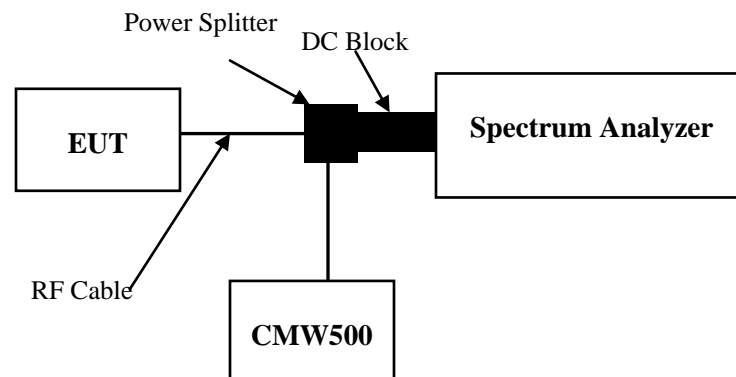 Power Splitter
DC Block
EUT
Spectrum Analyzer
RF Cable
CMW500